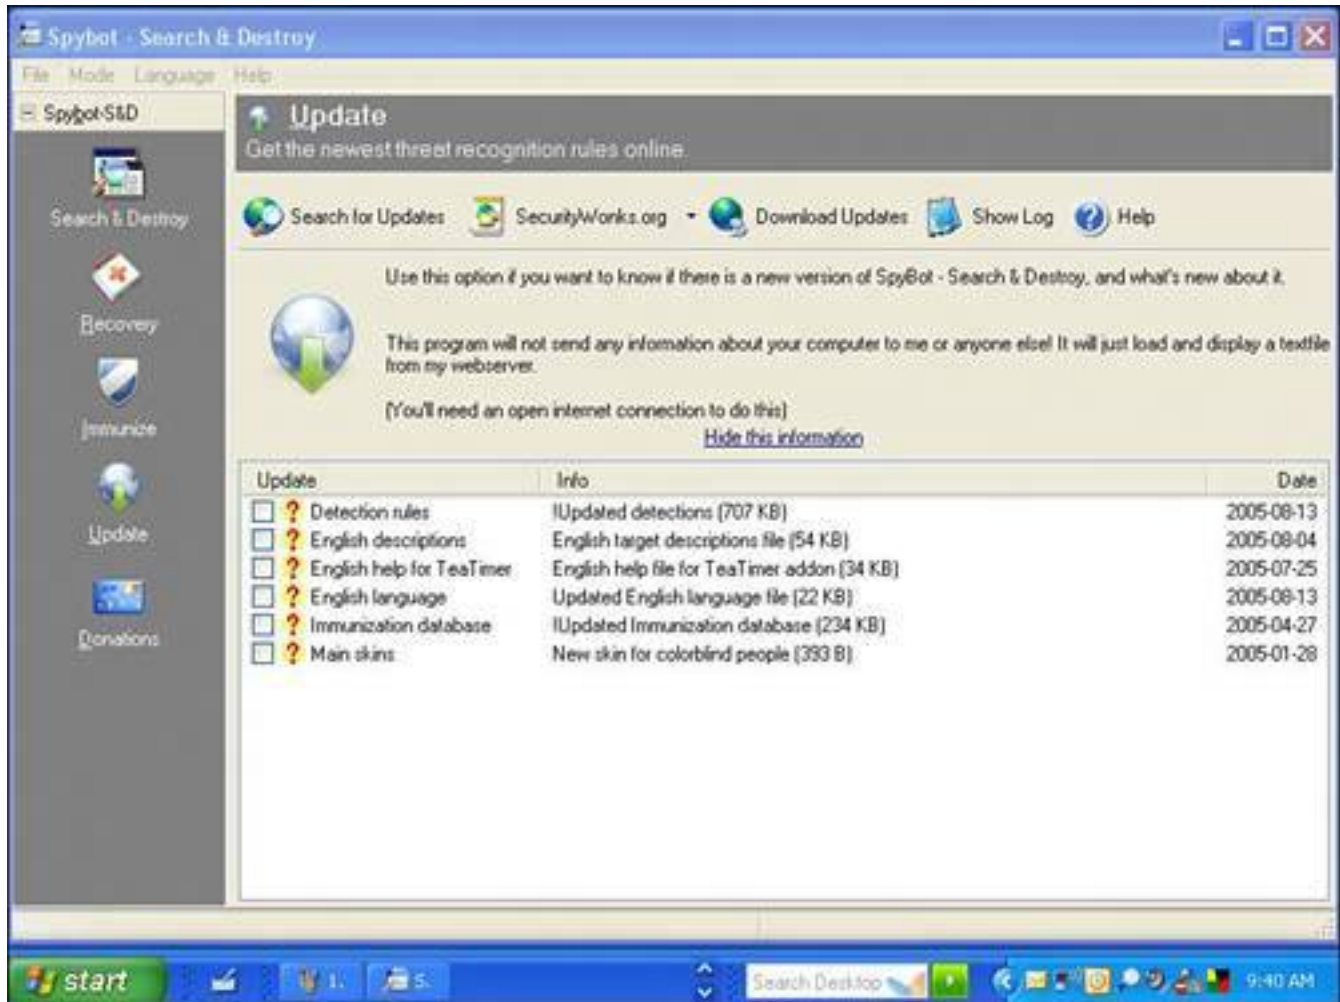 Spybot - Search & Destroy
File Mode Language Help
Spybot-S&D
Update
Get the newest threat recognition rules online.
Search & Destroy
Recovery
Immunize
Update
Donations
Search for Updates SecurityWonks.org Download Updates Show Log Help
Use this option if you want to know if there is a new version of SpyBot - Search & Destroy, and what's new about it.
This program will not send any information about your computer to me or anyone else! It will just load and display a textfile
from my webserver.
(You'll need an open internet connection to do this)
Hide this information
Update Info Date
? Detection rules !Updated detections (707 KB) 2005-08-13
? English descriptions English target descriptions file (54 KB) 2005-08-04
? English help for TeaTimer English help file for TeaTimer addon (34 KB) 2005-07-25
? English language Updated English language file (22 KB) 2005-08-13
? Immunization database !Updated Immunization database (234 KB) 2005-04-27
? Main skins New skin for colorblind people (393 B) 2005-01-28
start 1. S. Search Desktop 9:40 AM